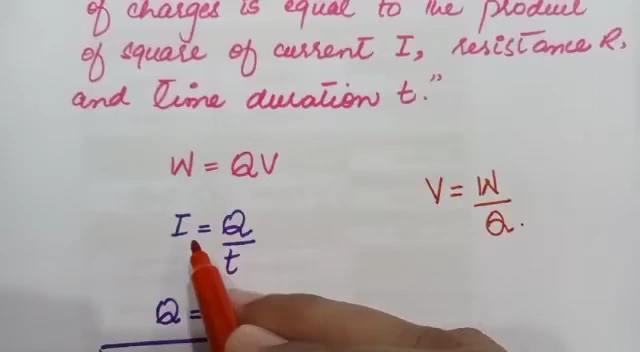 of charges is equal to the product
of square of current I, resistance R,
and time duration t."
W = QV
V = W/Q.
I = Q/t
Q =